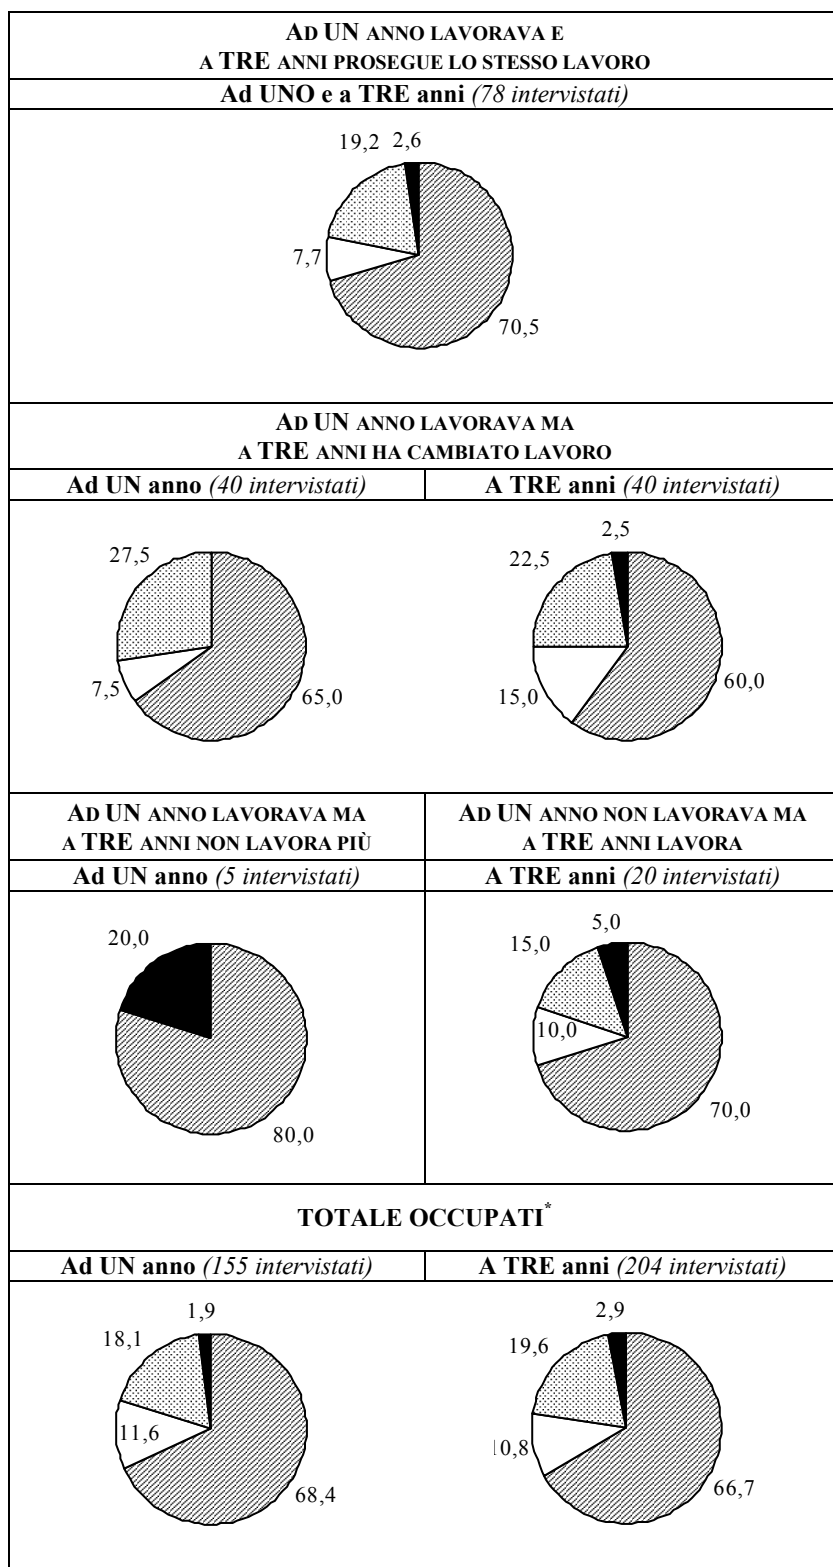 AD UN ANNO LAVORAVA E
A TRE ANNI PROSEGUE LO STESSO LAVORO
Ad UNO e a TRE anni (78 intervistati)
19,2 2,6
7,7
70,5
AD UN ANNO LAVORAVA MA
A TRE ANNI HA CAMBIATO LAVORO
Ad UN anno (40 intervistati)
A TRE anni (40 intervistati)
27,5
7,5
65,0
2,5
22,5
15,0
60,0
AD UN ANNO LAVORAVA MA
A TRE ANNI NON LAVORA PIÙ
AD UN ANNO NON LAVORAVA MA
A TRE ANNI LAVORA
Ad UN anno (5 intervistati)
A TRE anni (20 intervistati)
20,0
80,0
5,0
15,0
10,0
70,0
TOTALE OCCUPATI*
Ad UN anno (155 intervistati)
A TRE anni (204 intervistati)
1,9
18,1
11,6
68,4
2,9
19,6
10,8
66,7